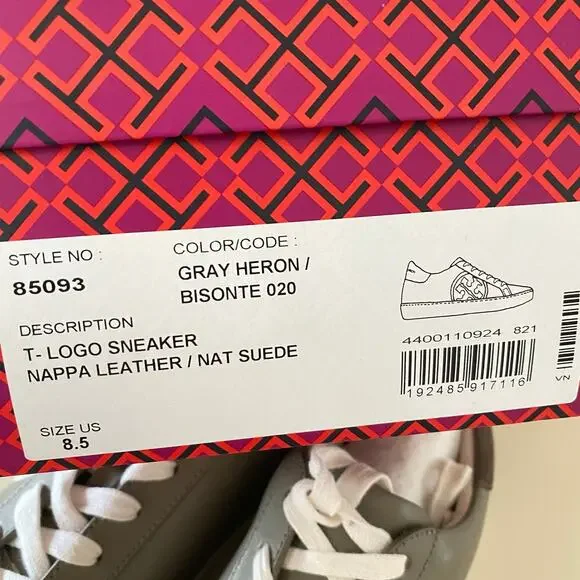 STYLE NO :
85093
COLOR/CODE :
GRAY HERON /
BISONTE 020
DESCRIPTION
T- LOGO SNEAKER
NAPPA LEATHER / NAT SUEDE
SIZE US
8.5
4400110924 821
192485 917116
VN